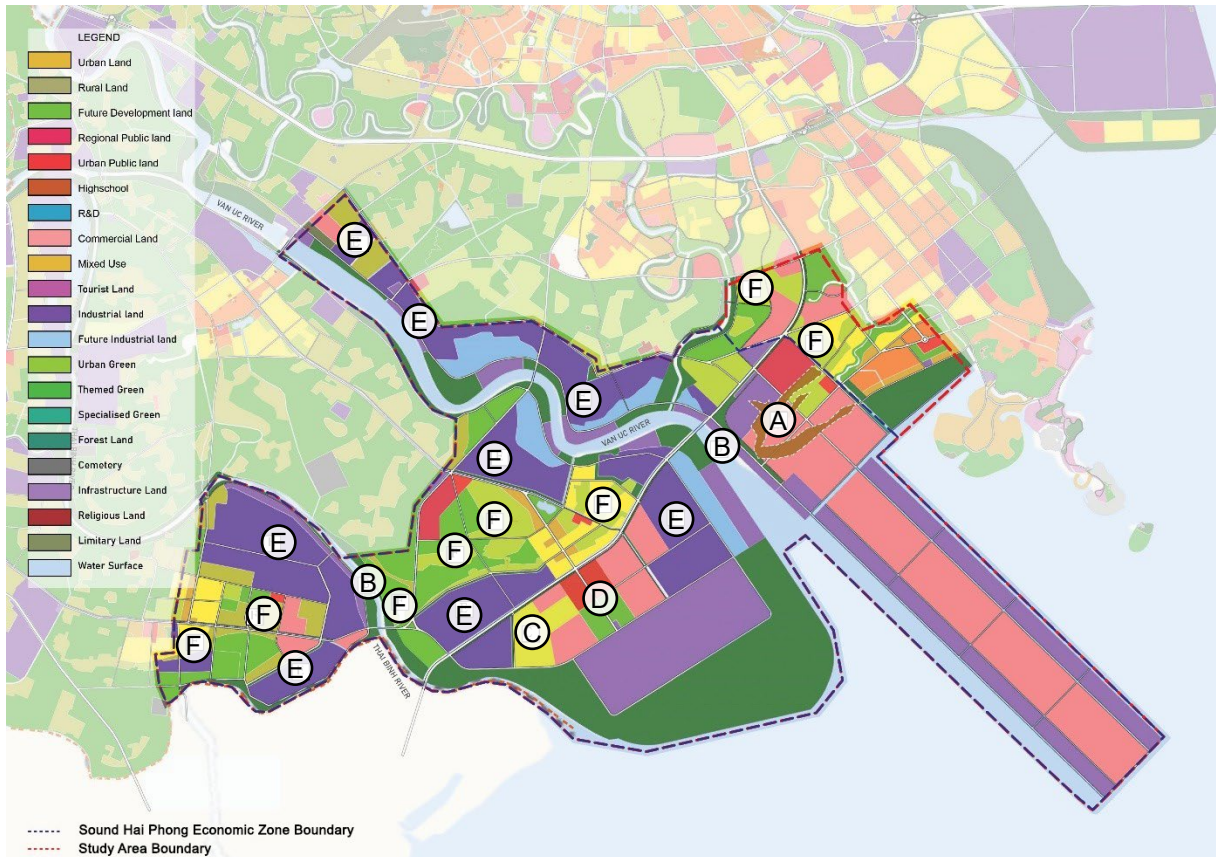 LEGEND
Urban Land
Rural Land
Future Development land
Regional Public land
Urban Public land
Highschool
R&D
Commercial Land
Mixed Use
Tourist Land
Industrial land
Future Industrial land
Urban Green
Themed Green
Specialised Green
Forest Land
Cemetery
Infrastructure Land
Religious Land
Limitary Land
Water Surface
VAN UC RIVER
E
E
F
F
E
A
VAN UC RIVER
B
E
F
F
E
E
F
B
F
E
D
F
C
F
E
THAI BINH RIVER
Sound Hai Phong Economic Zone Boundary
Study Area Boundary